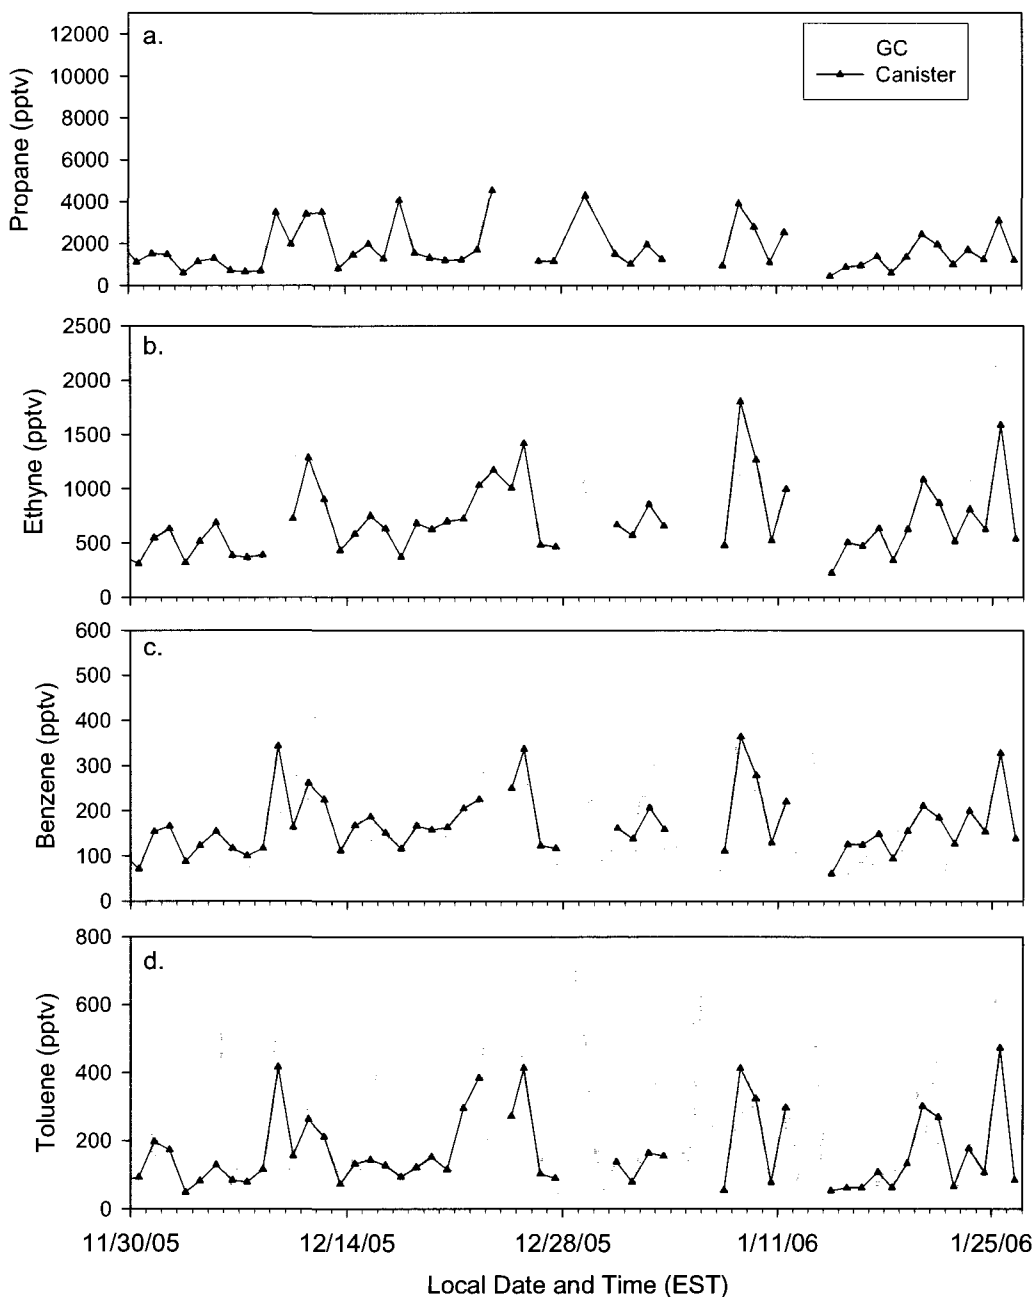 a.
GC
Canister
Propane (pptv)
12000
10000
8000
6000
4000
2000
0
b.
Ethyne (pptv)
2500
2000
1500
1000
500
0
c.
Benzene (pptv)
600
500
400
300
200
100
0
d.
Toluene (pptv)
800
600
400
200
0
11/30/05 12/14/05 12/28/05 1/11/06 1/25/06
Local Date and Time (EST)